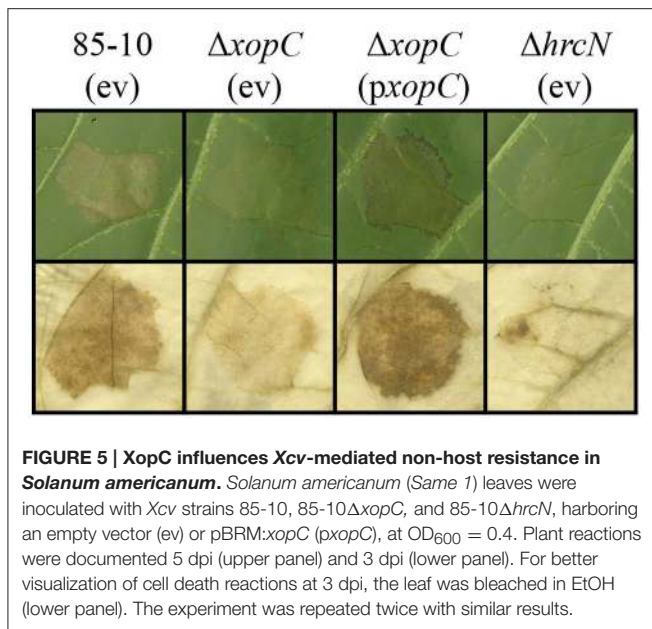 85-10 ΔxopC ΔxopC ΔhrcN
(ev) (ev) (pxopC) (ev)
FIGURE 5 | XopC influences Xcv-mediated non-host resistance in
Solanum americanum. Solanum americanum (Same 1) leaves were
inoculated with Xcv strains 85-10, 85-10ΔxopC, and 85-10ΔhrcN, harboring
an empty vector (ev) or pBRM:xopC (pxopC), at OD600 = 0.4. Plant reactions
were documented 5 dpi (upper panel) and 3 dpi (lower panel). For better
visualization of cell death reactions at 3 dpi, the leaf was bleached in EtOH
(lower panel). The experiment was repeated twice with similar results.